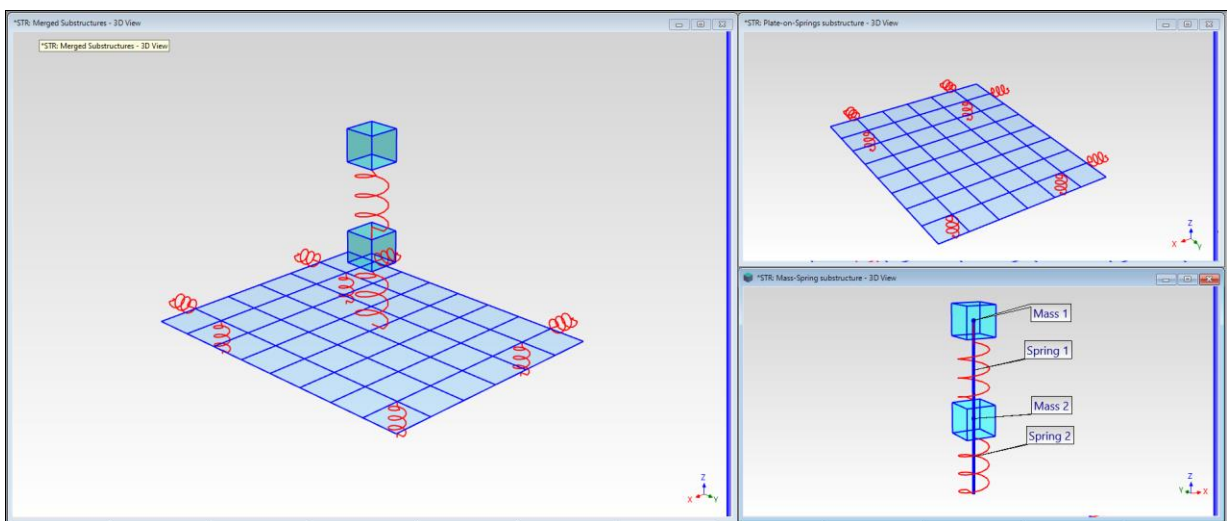 *STR: Merged Substructures - 3D View
*STR: Merged Substructures - 3D View
Z
X
Y
*STR: Plate-on-Springs substructure - 3D View
Z
X
Y
*STR: Mass-Spring substructure - 3D View
Mass 1
Spring 1
Mass 2
Spring 2
Z
Y
X